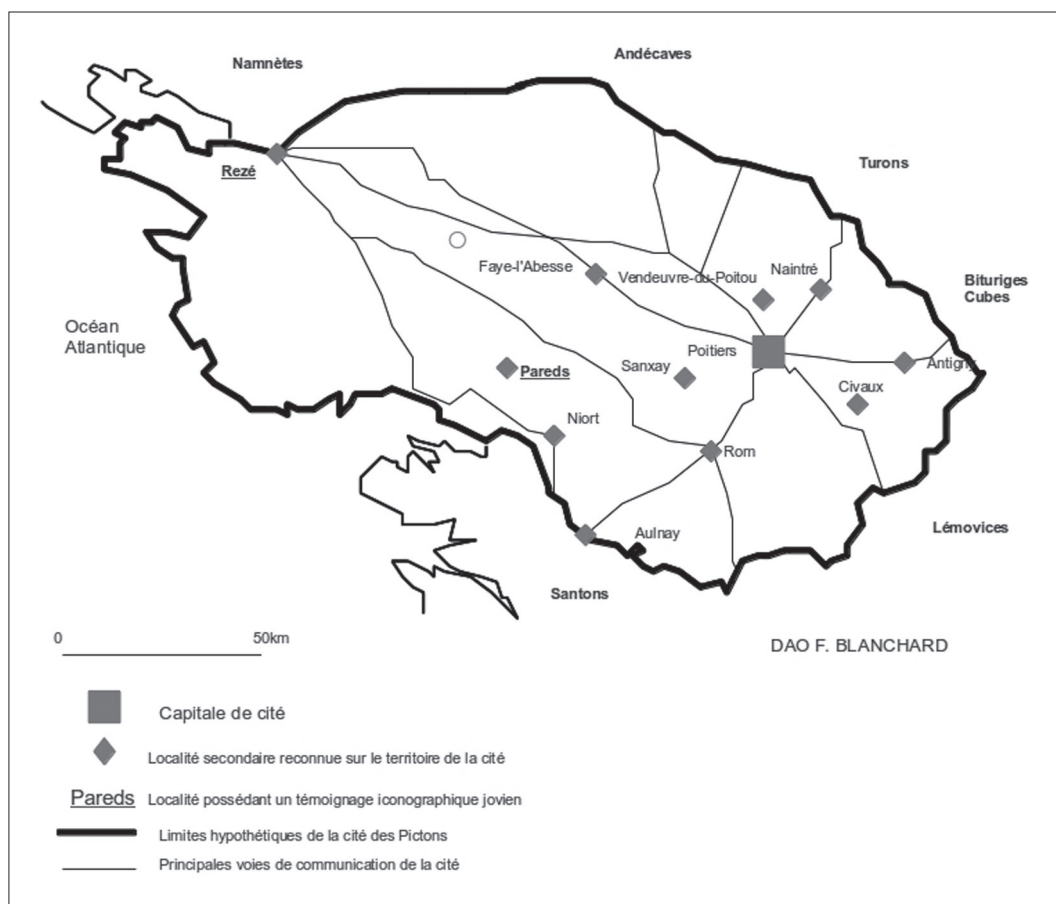 Namnètes
Andécaves
Rezé
Turons
Faye-l'Abesse
Vendeuvre-du-Poitou
Naintré
Bituriges
Cubes
Océan
Atlantique
Poitiers
Pareds
Sanxay
Antigny
Civaux
Niort
Rom
Aulnay
Lémovices
Santons
0 50km
DAO F. BLANCHARD
Capitale de cité
Localité secondaire reconnue sur le territoire de la cité
Pareds Localité possédant un témoignage iconographique jovien
Limites hypothétiques de la cité des Pictons
Principales voies de communication de la cité